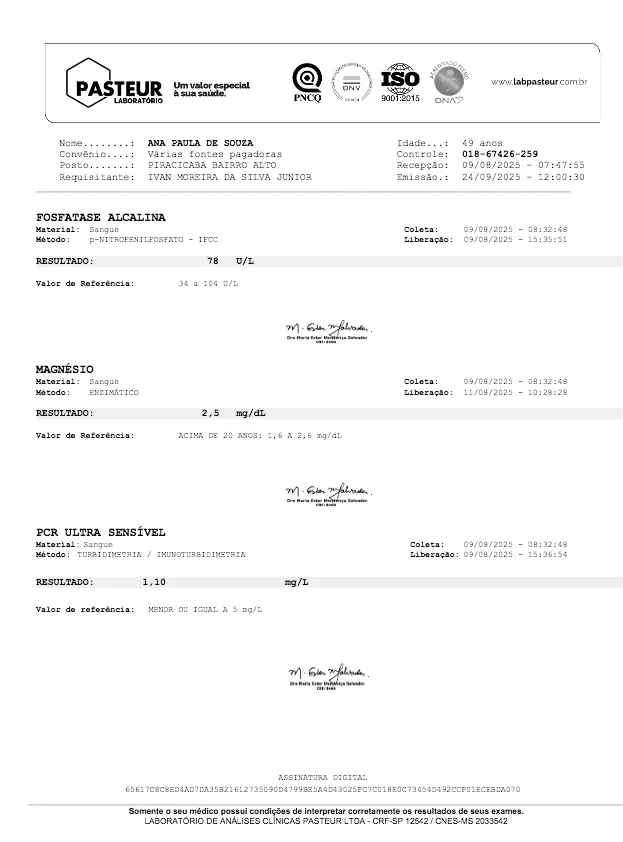 PASTEUR
LABORATÓRIO
Um valor especial
à sua saúde.
PNCQ
DNV
ISO
9001:2015
ACREDITADO PLENO
ONA
www.labpasteur.com.br
Nome.......: ANA PAULA DE SOUZA Idade...: 49 anos
Convênio....: Várias fontes pagadoras Controle: 018-67426-259
Posto......: PIRACICABA BAIRRO ALTO Recepção: 09/08/2025 - 07:47:55
Requisitante: IVAN MOREIRA DA SILVA JUNIOR Emissão.: 24/09/2025 - 12:00:30
FOSFATASE ALCALINA
Material: Sangue Coleta: 09/08/2025 - 08:32:48
Método: p-NITROFENILFOSFATO - IFCC Liberação: 09/08/2025 - 15:35:51
RESULTADO: 78 U/L
Valor de Referência: 34 a 104 U/L
M. Ester M Salvador.
Dra Maria Ester Mendonça Salvador
MAGNÉSIO
Material: Sangue Coleta: 09/08/2025 - 08:32:48
Método: ENZIMÁTICO Liberação: 11/08/2025 - 10:28:28
RESULTADO: 2,5 mg/dL
Valor de Referência: ACIMA DE 20 ANOS: 1,6 A 2,6 mg/dL
M. Ester M Salvador.
Dra Maria Ester Mendonça Salvador
PCR ULTRA SENSÍVEL
Material: Sangue Coleta: 09/08/2025 - 08:32:48
Método: TURBIDIMETRIA / IMUNOTURBIDIMETRIA Liberação: 09/08/2025 - 15:36:54
RESULTADO: 1,10 mg/L
Valor de referência: MENOR OU IGUAL A 5 mg/L
M. Ester M Salvador.
Dra Maria Ester Mendonça Salvador
ASSINATURA DIGITAL
65617C8C8ED4AD7DA35B21612735090D4799BE5A4D43025FC7C018E0C73454D492CCF01ECEBDA070
Somente o seu médico possui condições de interpretar corretamente os resultados de seus exames.
LABORATÓRIO DE ANÁLISES CLÍNICAS PASTEUR LTDA - CRF-SP 12542 / CNES-MS 2033542